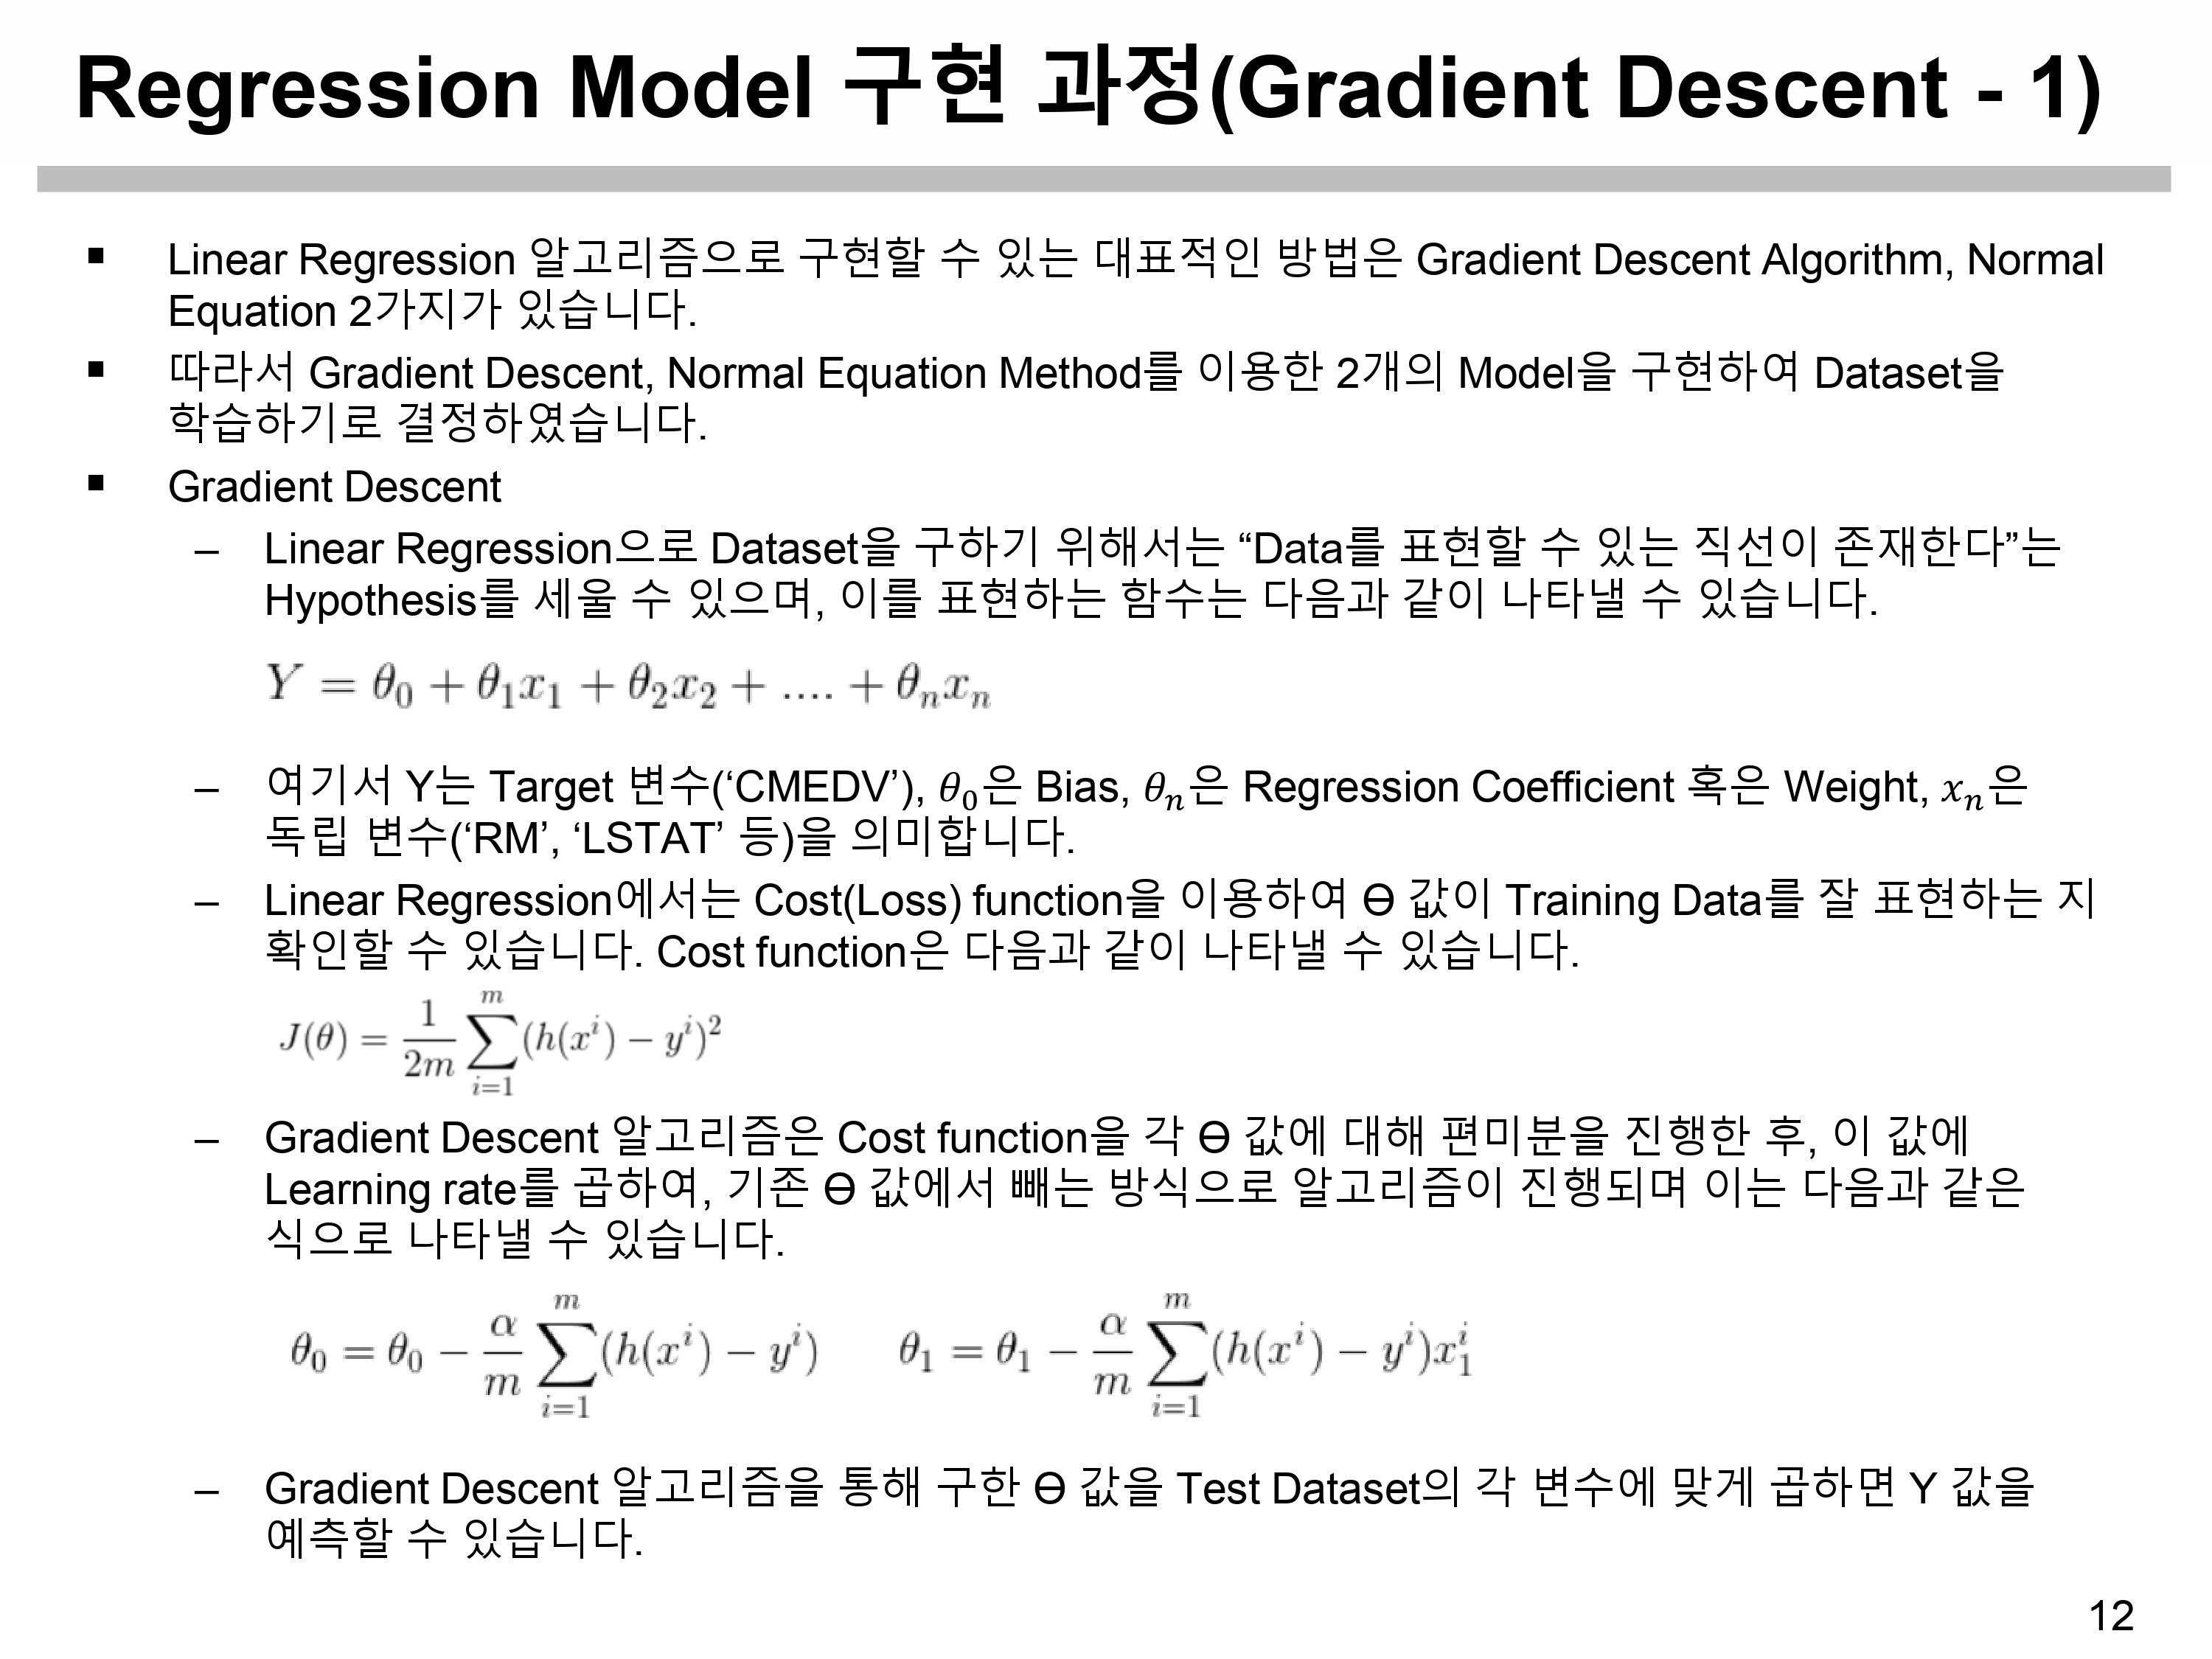 Regression Model 구현 과정(Gradient Descent - 1)
▪ Linear Regression 알고리즘으로 구현할 수 있는 대표적인 방법은 Gradient Descent Algorithm, Normal
Equation 2가지가 있습니다.
▪ 따라서 Gradient Descent, Normal Equation Method를 이용한 2개의 Model을 구현하여 Dataset을
학습하기로 결정하였습니다.
▪ Gradient Descent
– Linear Regression으로 Dataset을 구하기 위해서는 “Data를 표현할 수 있는 직선이 존재한다”는
Hypothesis를 세울 수 있으며, 이를 표현하는 함수는 다음과 같이 나타낼 수 있습니다.
$Y = \theta_0 + \theta_1 x_1 + \theta_2 x_2 + .... + \theta_n x_n$
– 여기서 Y는 Target 변수(‘CMEDV’), $\theta_0$은 Bias, $\theta_n$은 Regression Coefficient 혹은 Weight, $x_n$은
독립 변수(‘RM’, ‘LSTAT’ 등)을 의미합니다.
– Linear Regression에서는 Cost(Loss) function을 이용하여 Ɵ 값이 Training Data를 잘 표현하는 지
확인할 수 있습니다. Cost function은 다음과 같이 나타낼 수 있습니다.
$J(\theta) = \frac{1}{2m} \sum_{i=1}^{m} (h(x^i) - y^i)^2$
– Gradient Descent 알고리즘은 Cost function을 각 Ɵ 값에 대해 편미분을 진행한 후, 이 값에
Learning rate를 곱하여, 기존 Ɵ 값에서 빼는 방식으로 알고리즘이 진행되며 이는 다음과 같은
식으로 나타낼 수 있습니다.
$\theta_0 = \theta_0 - \frac{\alpha}{m} \sum_{i=1}^{m} (h(x^i) - y^i)$ $\theta_1 = \theta_1 - \frac{\alpha}{m} \sum_{i=1}^{m} (h(x^i) - y^i) x_1^i$
– Gradient Descent 알고리즘을 통해 구한 Ɵ 값을 Test Dataset의 각 변수에 맞게 곱하면 Y 값을
예측할 수 있습니다.
12